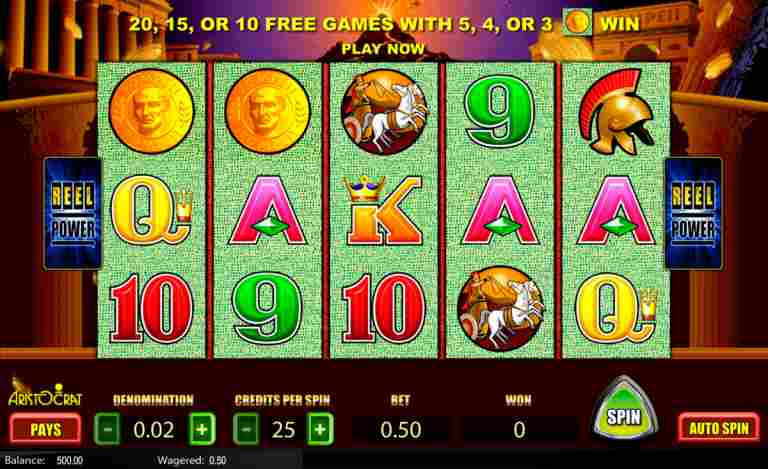 20, 15, OR 10 FREE GAMES WITH 5, 4, OR 3 WIN
PLAY NOW
9
REEL POWER
Q A K A A
REEL POWER
10 9 10 Q
ARISTOCRAT
DENOMINATION CREDITS PER SPIN BET WON
PAYS - 0.02 + - 25 + 0.50 0 SPIN AUTO SPIN
Balance: 500.00 Wagered: 0.50